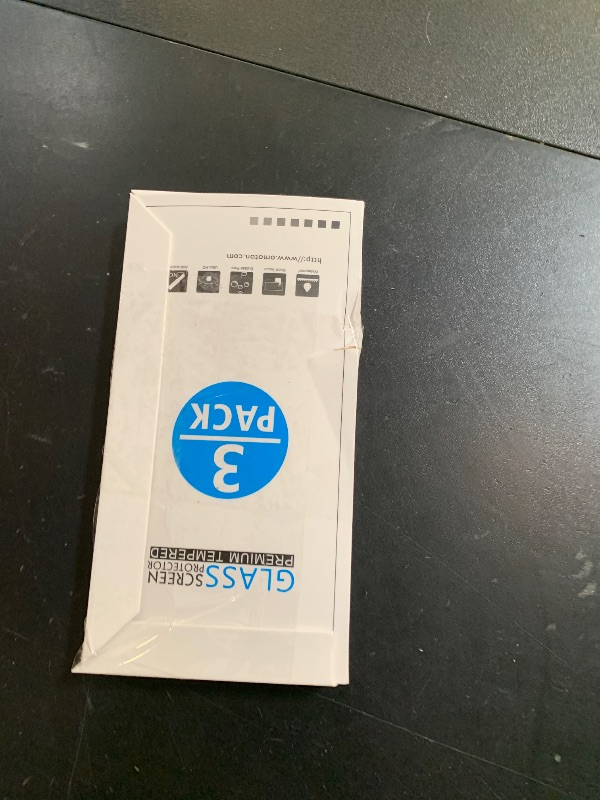 GLASS SCREEN PROTECTOR
PREMIUM TEMPERED
3
PACK
http://www.omoton.com